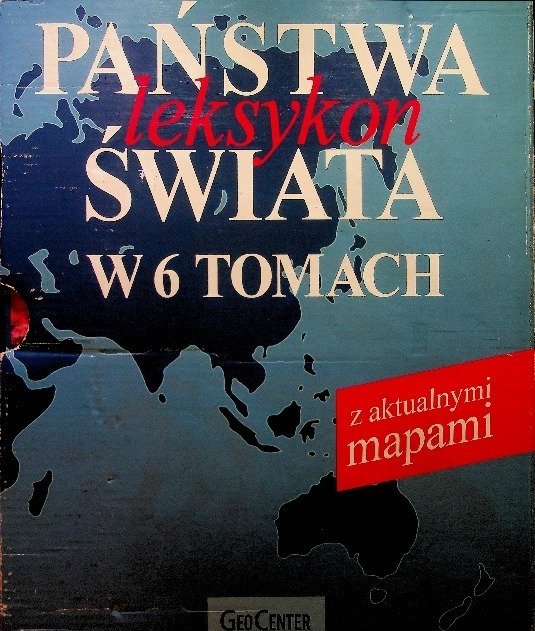 PAŃSTWA
leksykon
ŚWIATA
W 6 TOMACH
z aktualnymi
mapami
GEOCENTER